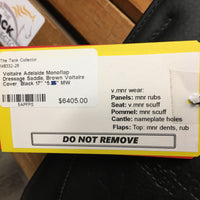 The Tack Collector
Voltaire Adelaide Monoflap
Dressage Saddle, Brown Voltaire
Cover, Black 17" MW
$6405.00
v.mnr wear:
Panels: mnr rubs
Seat: v.mnr scuff
Pommel: mnr scuff
Cantle: nameplate holes
Flaps: Top: mnr dents, rub
DO NOT REMOVE